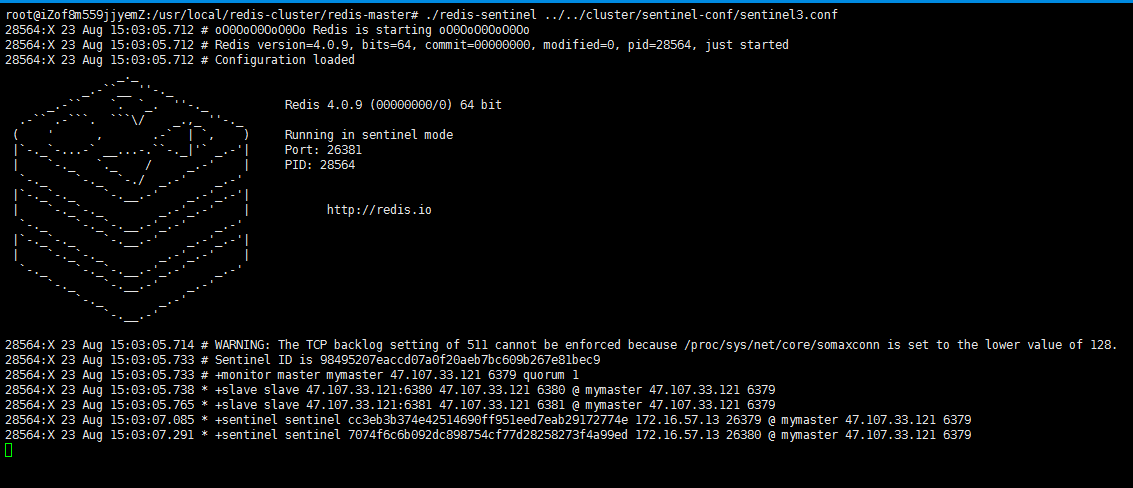 root@iZof8m559jjyemZ:/usr/local/redis-cluster/redis-master# ./redis-sentinel ../../cluster/sentinel-conf/sentinel3.conf
28564:X 23 Aug 15:03:05.712 # oO0OoO0OoO0Oo Redis is starting oO0OoO0OoO0Oo
28564:X 23 Aug 15:03:05.712 # Redis version=4.0.9, bits=64, commit=00000000, modified=0, pid=28564, just started
28564:X 23 Aug 15:03:05.712 # Configuration loaded
Redis 4.0.9 (00000000/0) 64 bit
Running in sentinel mode
Port: 26381
PID: 28564
http://redis.io
28564:X 23 Aug 15:03:05.714 # WARNING: The TCP backlog setting of 511 cannot be enforced because /proc/sys/net/core/somaxconn is set to the lower value of 128.
28564:X 23 Aug 15:03:05.733 # Sentinel ID is 98495207eaccd07a0f20aeb7bc609b267e81bec9
28564:X 23 Aug 15:03:05.733 # +monitor master mymaster 47.107.33.121 6379 quorum 1
28564:X 23 Aug 15:03:05.738 * +slave slave 47.107.33.121:6380 47.107.33.121 6380 @ mymaster 47.107.33.121 6379
28564:X 23 Aug 15:03:05.765 * +slave slave 47.107.33.121:6381 47.107.33.121 6381 @ mymaster 47.107.33.121 6379
28564:X 23 Aug 15:03:07.085 * +sentinel sentinel cc3eb3b374e42514690ff951eed7eab29172774e 172.16.57.13 26379 @ mymaster 47.107.33.121 6379
28564:X 23 Aug 15:03:07.291 * +sentinel sentinel 7074f6c6b092dc898754cf77d28258273f4a99ed 172.16.57.13 26380 @ mymaster 47.107.33.121 6379